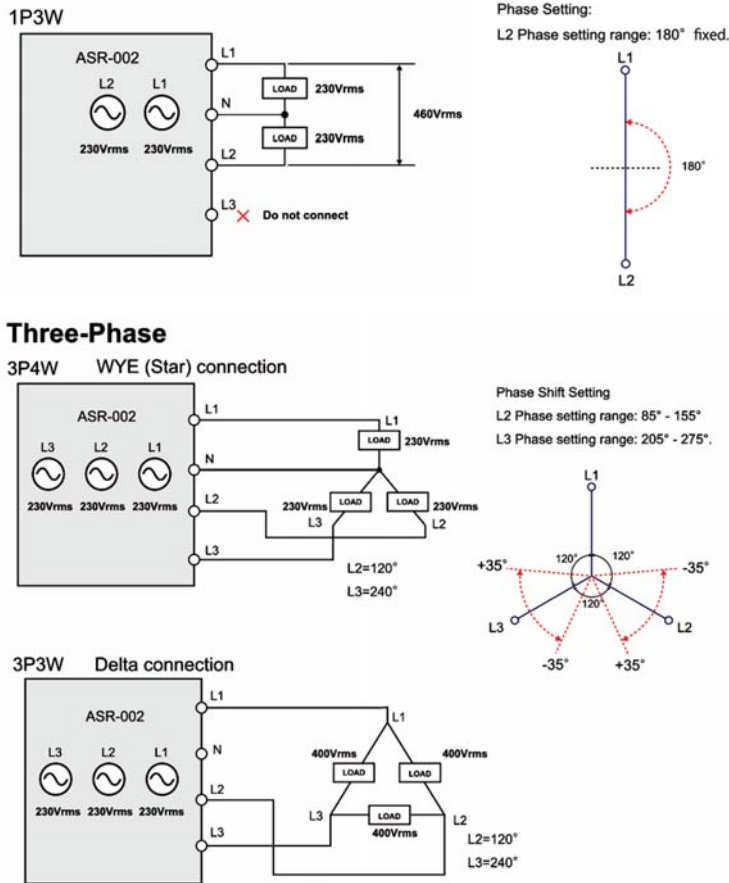 1P3W
ASR-002
L2 L1
230Vrms 230Vrms
L1
N
L2
L3
LOAD 230Vrms
LOAD 230Vrms
460Vrms
Do not connect
Phase Setting:
L2 Phase setting range: 180° fixed.
L1
180°
L2
Three-Phase
3P4W WYE (Star) connection
ASR-002
L3 L2 L1
230Vrms 230Vrms 230Vrms
L1
N
L2
L3
L1
LOAD 230Vrms
230Vrms LOAD LOAD 230Vrms
L3 L2
L2=120°
L3=240°
Phase Shift Setting
L2 Phase setting range: 85° - 155°
L3 Phase setting range: 205° - 275°.
L1
+35° 120° 120° -35°
120°
L3 L2
-35° +35°
3P3W Delta connection
ASR-002
L3 L2 L1
230Vrms 230Vrms 230Vrms
L1
N
L2
L3
L1
400Vrms 400Vrms
LOAD LOAD
L3 LOAD L2
400Vrms
L2=120°
L3=240°